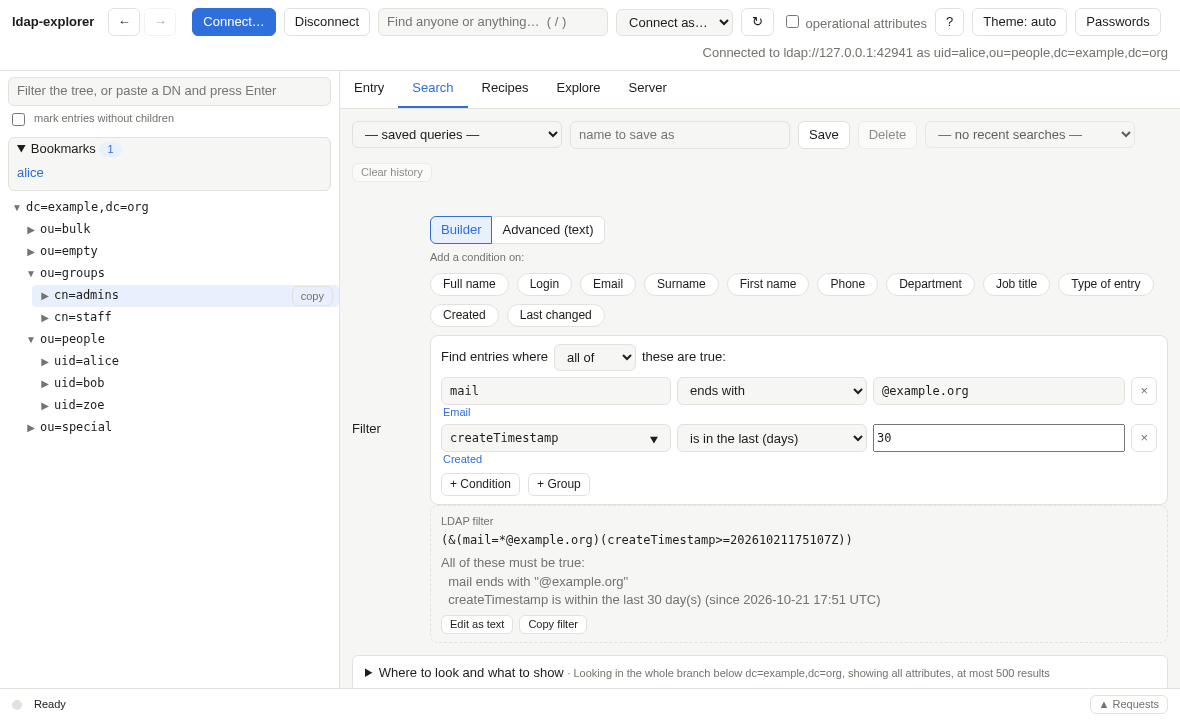 ldap-explorer ← → Connect… Disconnect Find anyone or anything… ( / ) Connect as… ↻ operational attributes ? Theme: auto Passwords
Connected to ldap://127.0.0.1:42941 as uid=alice,ou=people,dc=example,dc=org
Filter the tree, or paste a DN and press Enter
mark entries without children
▼ Bookmarks 1
alice
▼ dc=example,dc=org
▶ ou=bulk
▶ ou=empty
▼ ou=groups
▶ cn=admins copy
▶ cn=staff
▼ ou=people
▶ uid=alice
▶ uid=bob
▶ uid=zoe
▶ ou=special
Entry Search Recipes Explore Server
— saved queries — name to save as Save Delete — no recent searches —
Clear history
Filter
Builder Advanced (text)
Add a condition on:
Full name Login Email Surname First name Phone Department Job title Type of entry
Created Last changed
Find entries where all of these are true:
mail ends with @example.org ×
Email
createTimestamp is in the last (days) 30 ×
Created
+ Condition + Group
LDAP filter
(&(mail=*@example.org)(createTimestamp>=20261021175107Z))
All of these must be true:
mail ends with "@example.org"
createTimestamp is within the last 30 day(s) (since 2026-10-21 17:51 UTC)
Edit as text Copy filter
▶ Where to look and what to show · Looking in the whole branch below dc=example,dc=org, showing all attributes, at most 500 results
Ready
▲ Requests